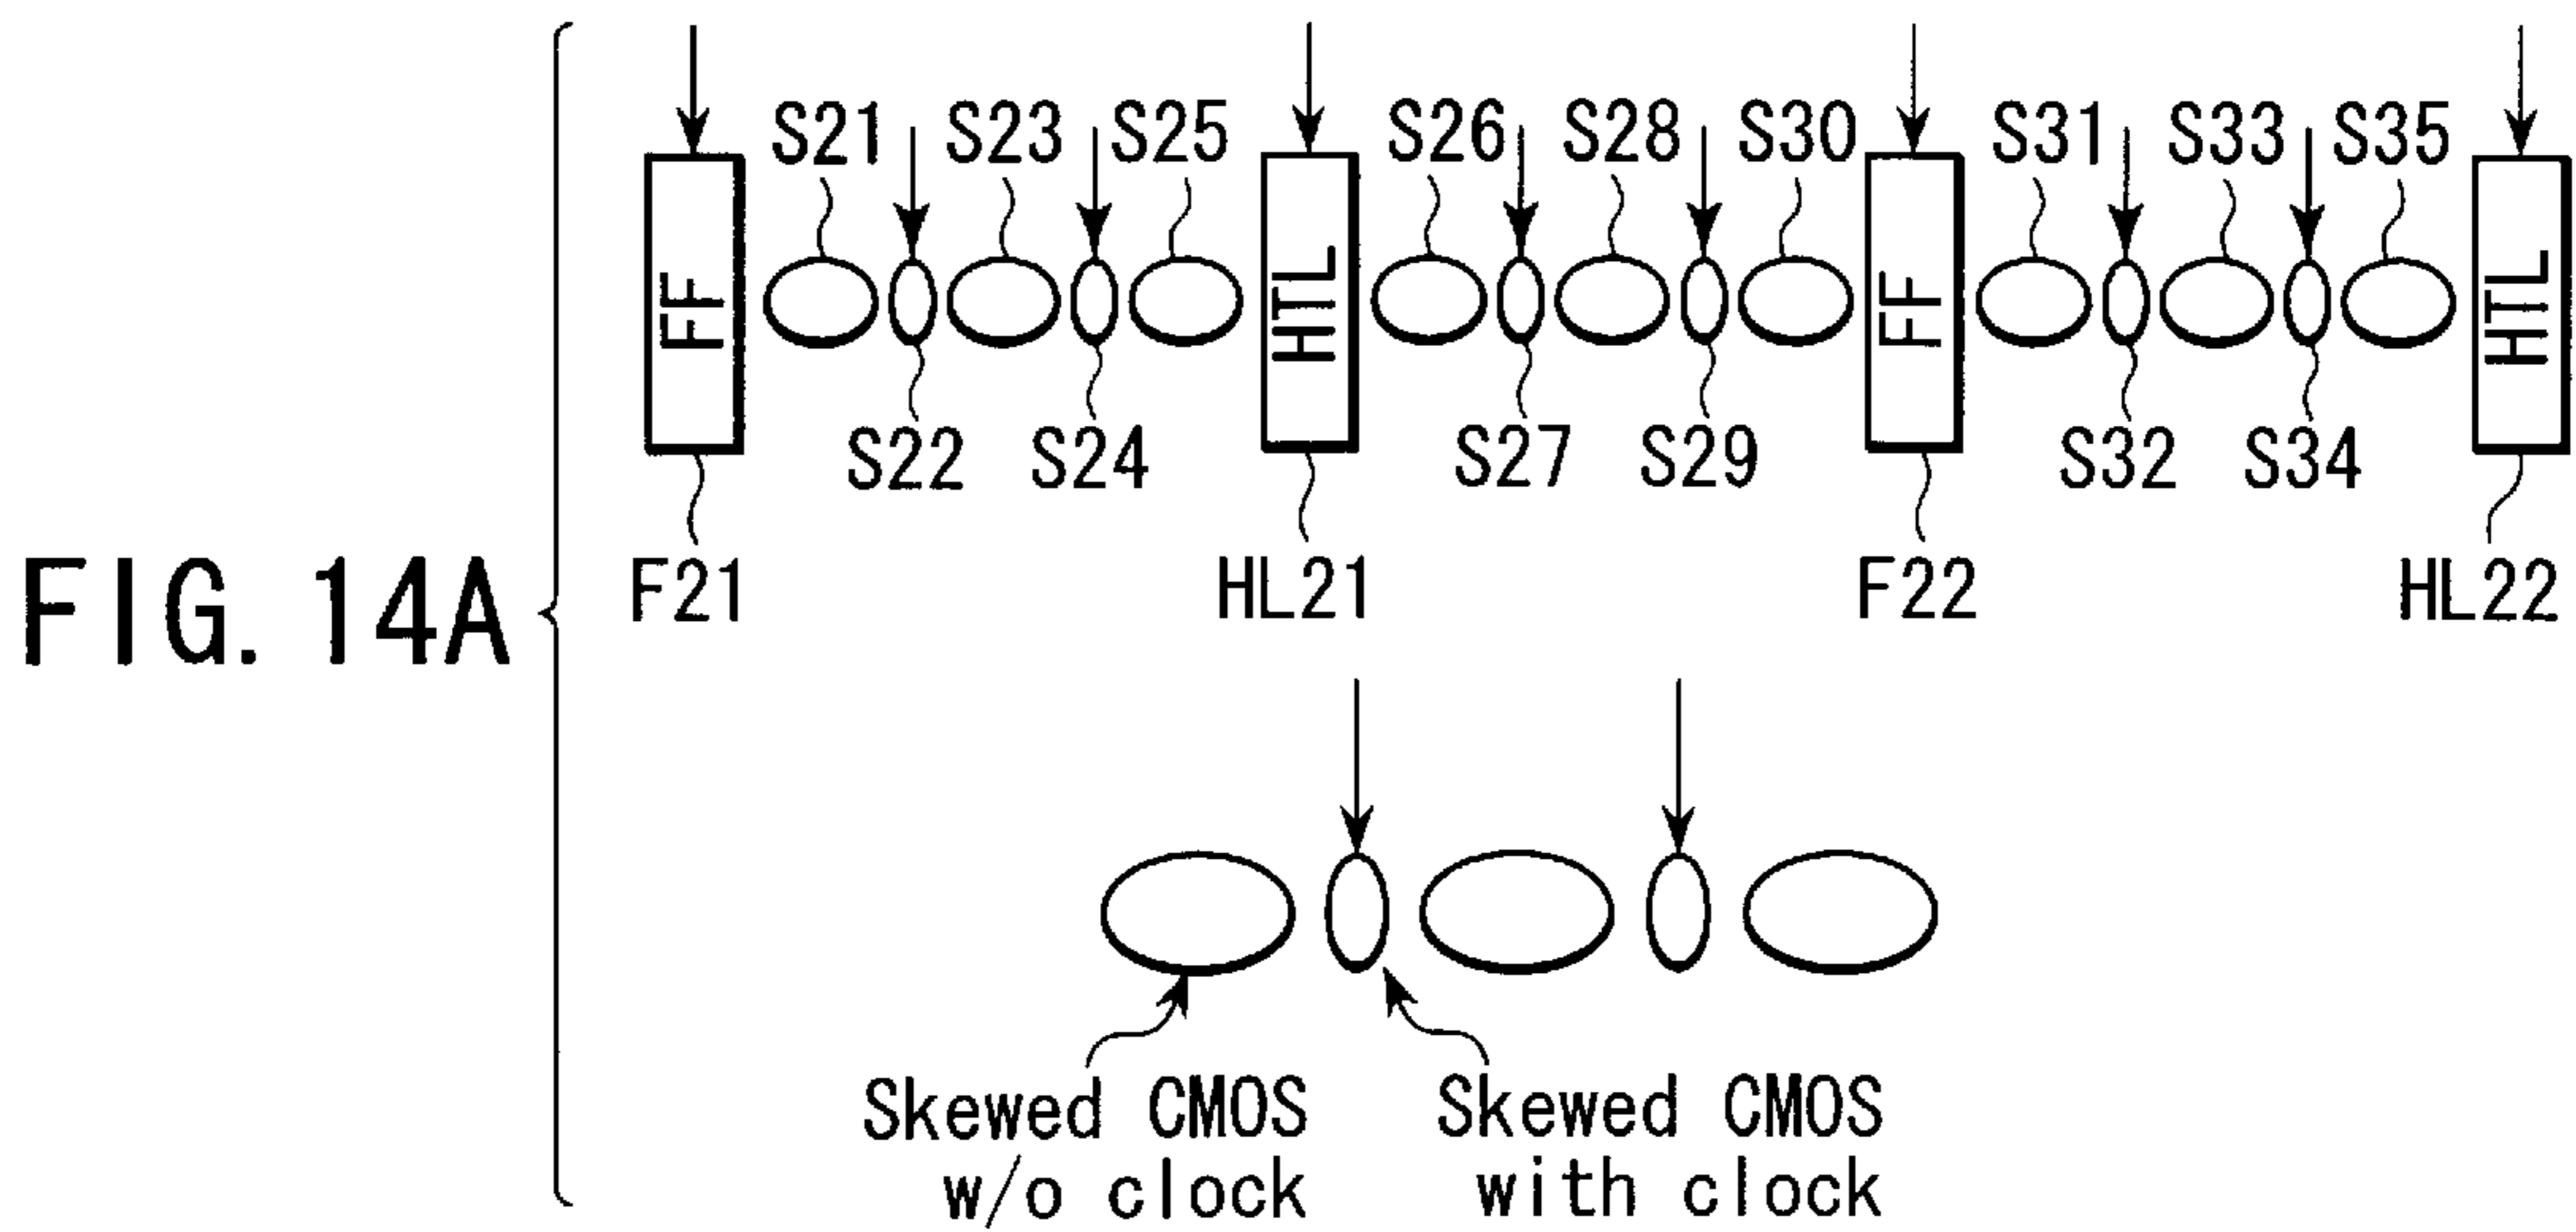 S21 S23 S25 S26 S28 S30 S31 S33 S35
FF HTL FF HTL
S22 S24 S27 S29 S32 S34
F21 HL21 F22 HL22
FIG. 14A
Skewed CMOS
w/o clock
Skewed CMOS
with clock